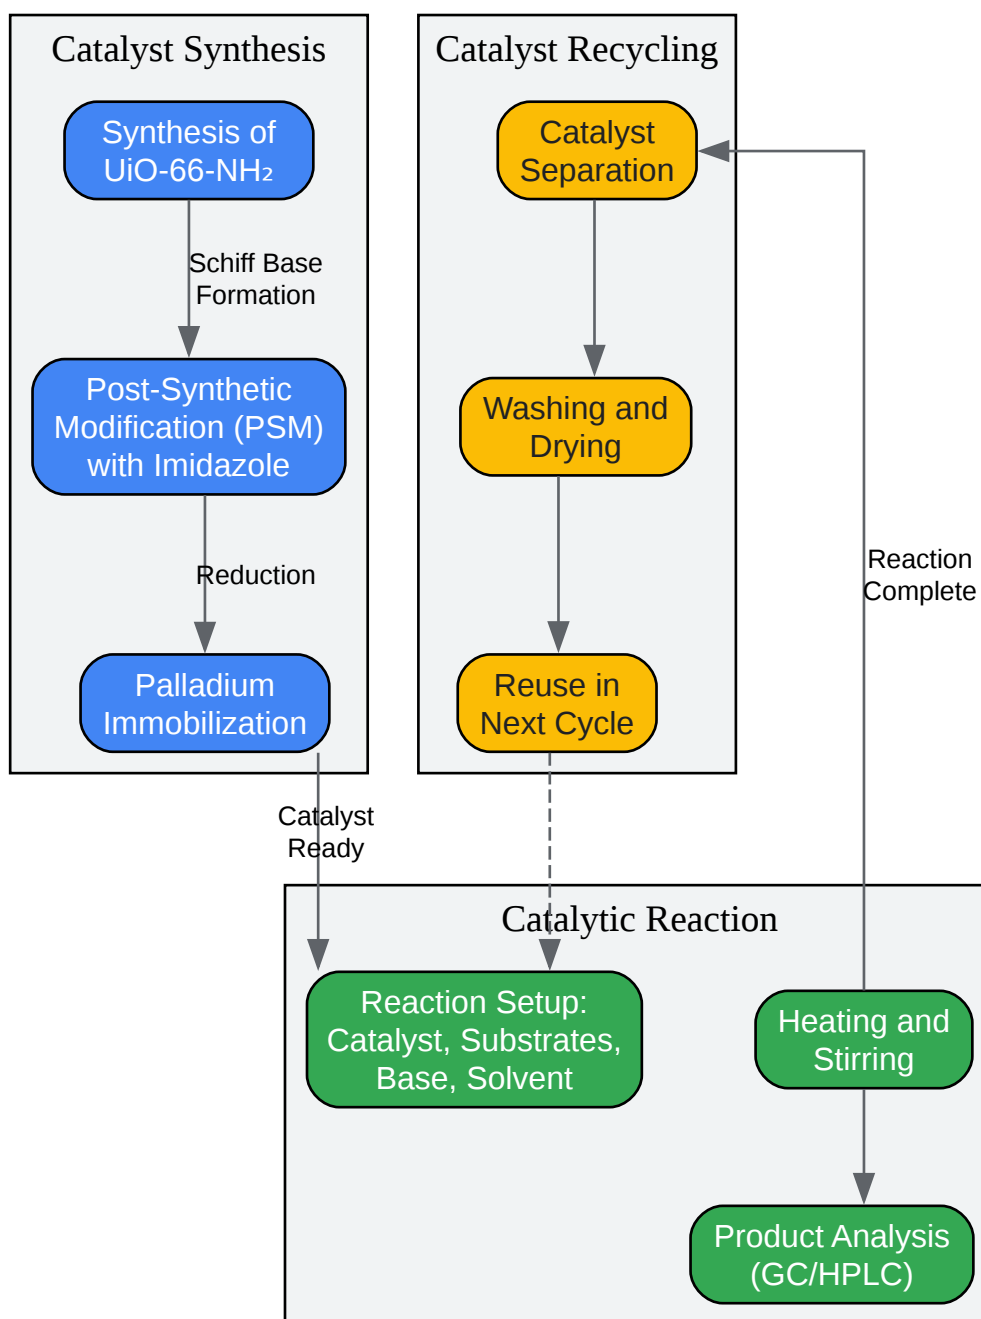 Catalyst Synthesis
Synthesis of
UiO-66-NH₂
Schiff Base
Formation
Post-Synthetic
Modification (PSM)
with Imidazole
Reduction
Palladium
Immobilization
Catalyst
Ready
Catalyst Recycling
Catalyst
Separation
Washing and
Drying
Reuse in
Next Cycle
Reaction
Complete
Catalytic Reaction
Reaction Setup:
Catalyst, Substrates,
Base, Solvent
Heating and
Stirring
Product Analysis
(GC/HPLC)